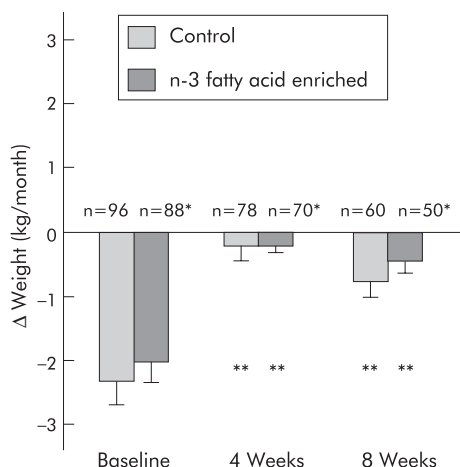 Control
n-3 fatty acid enriched
Δ Weight (kg/month)
3
2
1
0
−1
−2
−3
n=96 n=88* n=78 n=70* n=60 n=50*
** ** ** **
Baseline 4 Weeks 8 Weeks